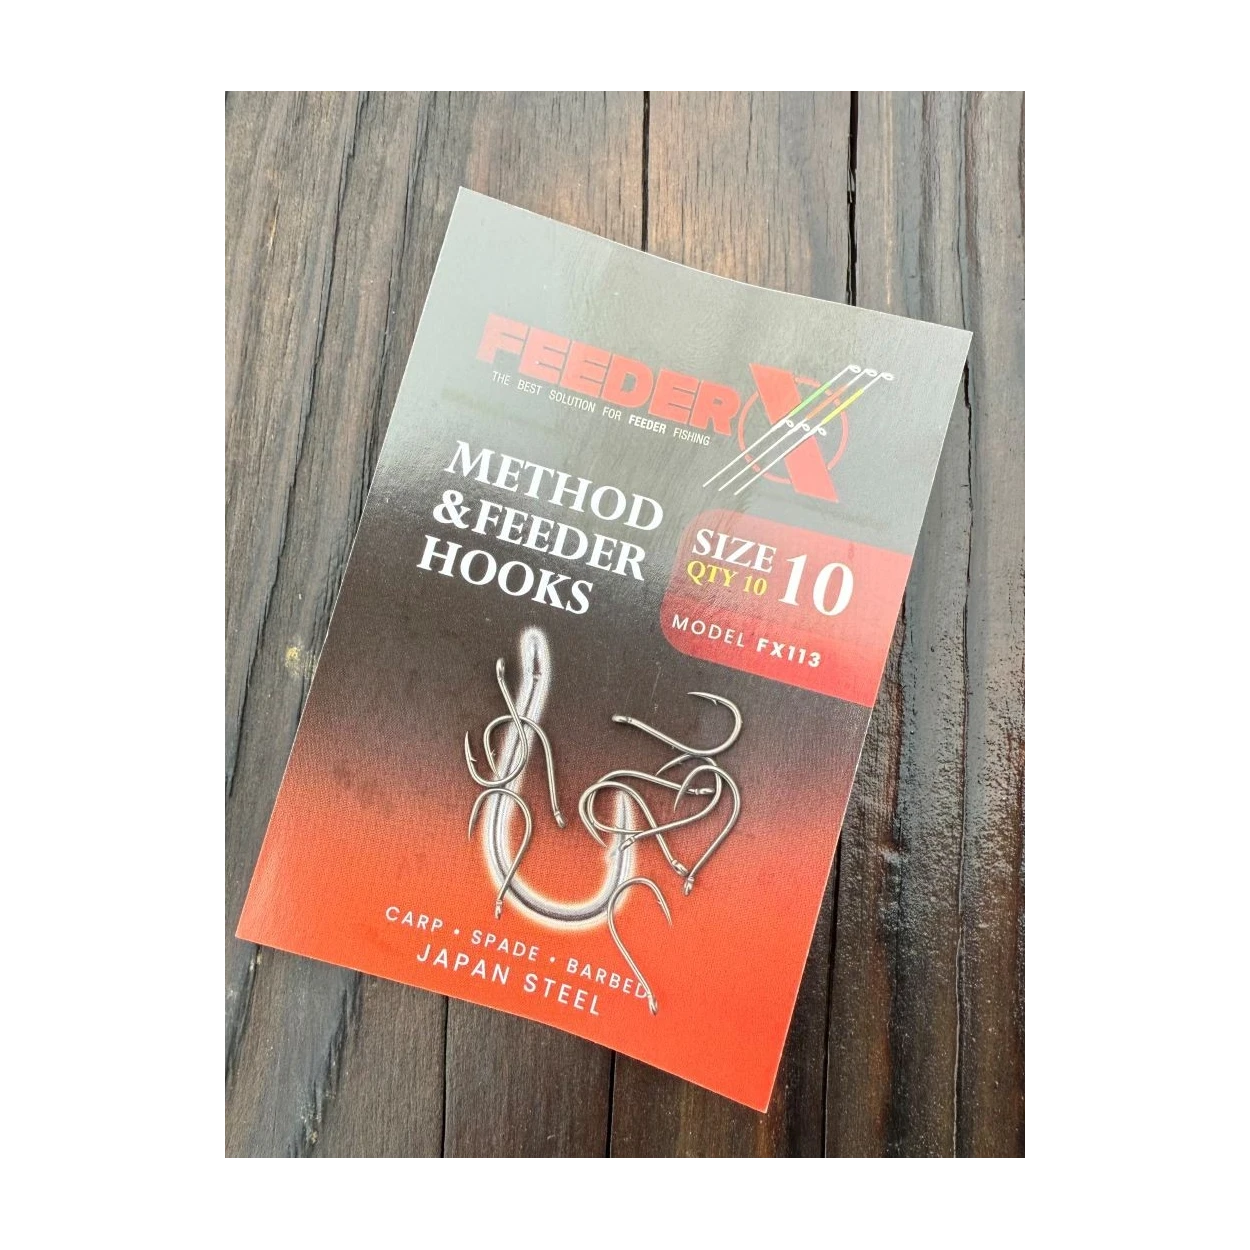 FEEDER X
THE BEST SOLUTION FOR FEEDER FISHING
METHOD
&FEEDER
HOOKS
SIZE 10
QTY 10
MODEL FX113
CARP • SPADE • BARBED
JAPAN STEEL